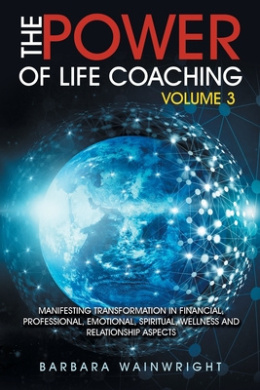 THE POWER
OF LIFE COACHING
VOLUME 3
MANIFESTING TRANSFORMATION IN FINANCIAL,
PROFESSIONAL, EMOTIONAL, SPIRITUAL, WELLNESS AND
RELATIONSHIP ASPECTS
BARBARA WAINWRIGHT